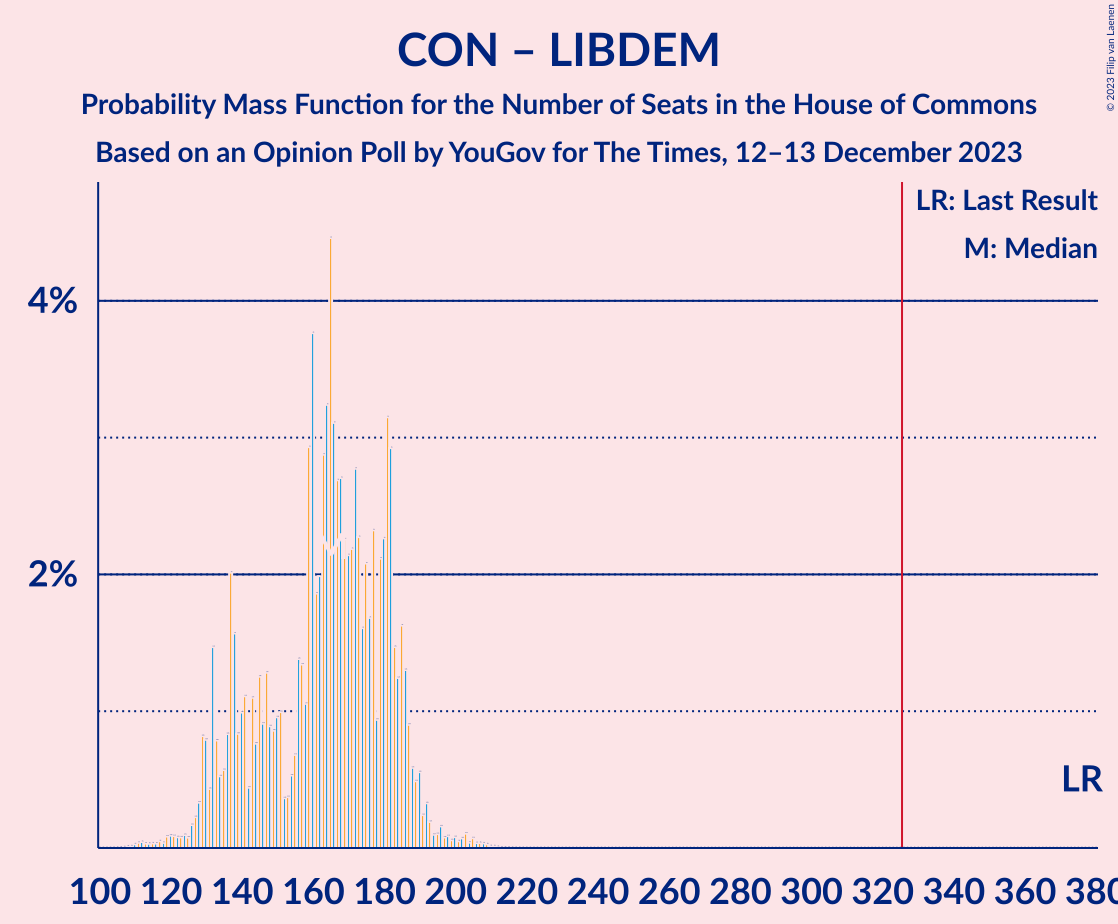 CON – LIBDEM
Probability Mass Function for the Number of Seats in the House of Commons
Based on an Opinion Poll by YouGov for The Times, 12–13 December 2023
© 2023 Filip van Laenen
LR: Last Result
M: Median
4%
2%
LR
100 120 140 160 180 200 220 240 260 280 300 320 340 360 380